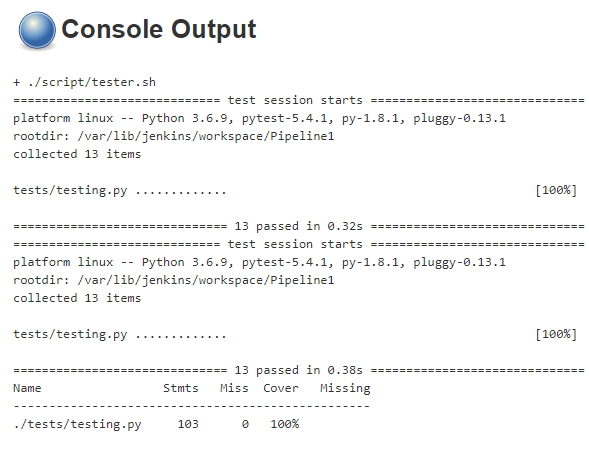 Console Output
+ ./script/tester.sh
============================= test session starts ==============================
platform linux -- Python 3.6.9, pytest-5.4.1, py-1.8.1, pluggy-0.13.1
rootdir: /var/lib/jenkins/workspace/Pipeline1
collected 13 items
tests/testing.py ............. [100%]
============================== 13 passed in 0.32s ==============================
============================= test session starts ==============================
platform linux -- Python 3.6.9, pytest-5.4.1, py-1.8.1, pluggy-0.13.1
rootdir: /var/lib/jenkins/workspace/Pipeline1
collected 13 items
tests/testing.py ............. [100%]
============================== 13 passed in 0.38s ==============================
Name Stmts Miss Cover Missing
--------------------------------------------------
./tests/testing.py 103 0 100%